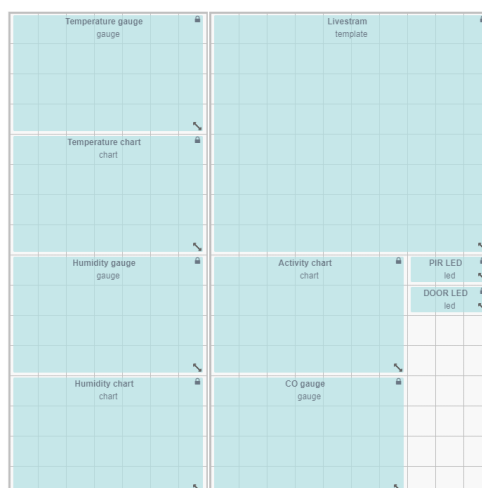 Temperature gauge
gauge
Livestram
template
Temperature chart
chart
Humidity gauge
gauge
Activity chart
chart
PIR LED
led
DOOR LED
led
Humidity chart
chart
CO gauge
gauge